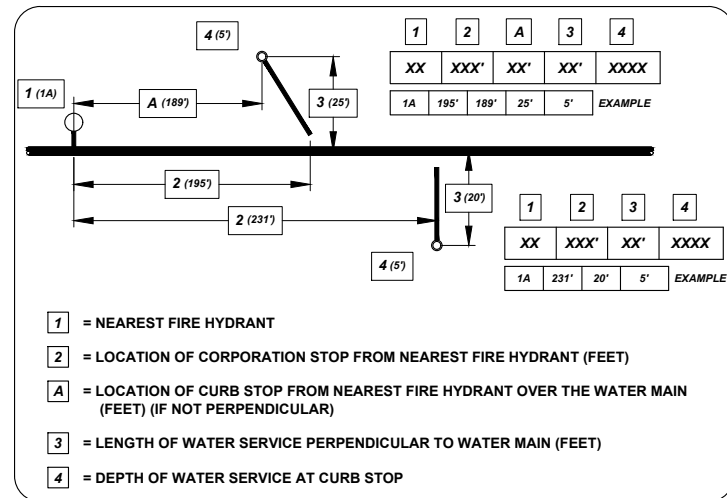 4 (5')
1 2 A 3 4
XX XXX' XX' XX' XXXX
1A 195' 189' 25' 5' EXAMPLE
1 (1A)
A (189')
3 (25')
2 (195')
3 (20')
2 (231')
4 (5')
1 2 3 4
XX XXX' XX' XXXX
1A 231' 20' 5' EXAMPLE
1 = NEAREST FIRE HYDRANT
2 = LOCATION OF CORPORATION STOP FROM NEAREST FIRE HYDRANT (FEET)
A = LOCATION OF CURB STOP FROM NEAREST FIRE HYDRANT OVER THE WATER MAIN
(FEET) (IF NOT PERPENDICULAR)
3 = LENGTH OF WATER SERVICE PERPENDICULAR TO WATER MAIN (FEET)
4 = DEPTH OF WATER SERVICE AT CURB STOP